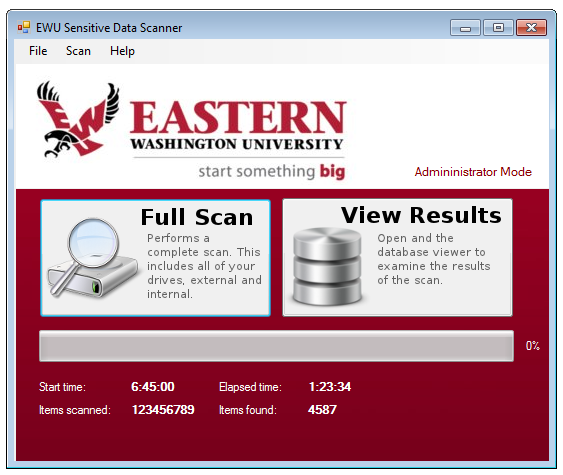 EWU Sensitive Data Scanner
File Scan Help
EWU
EASTERN
WASHINGTON UNIVERSITY
start something big
Admininistrator Mode
Full Scan
Performs a
complete scan. This
includes all of your
drives, external and
internal.
View Results
Open and the
database viewer to
examine the results
of the scan.
0%
Start time: 6:45:00 Elapsed time: 1:23:34
Items scanned: 123456789 Items found: 4587